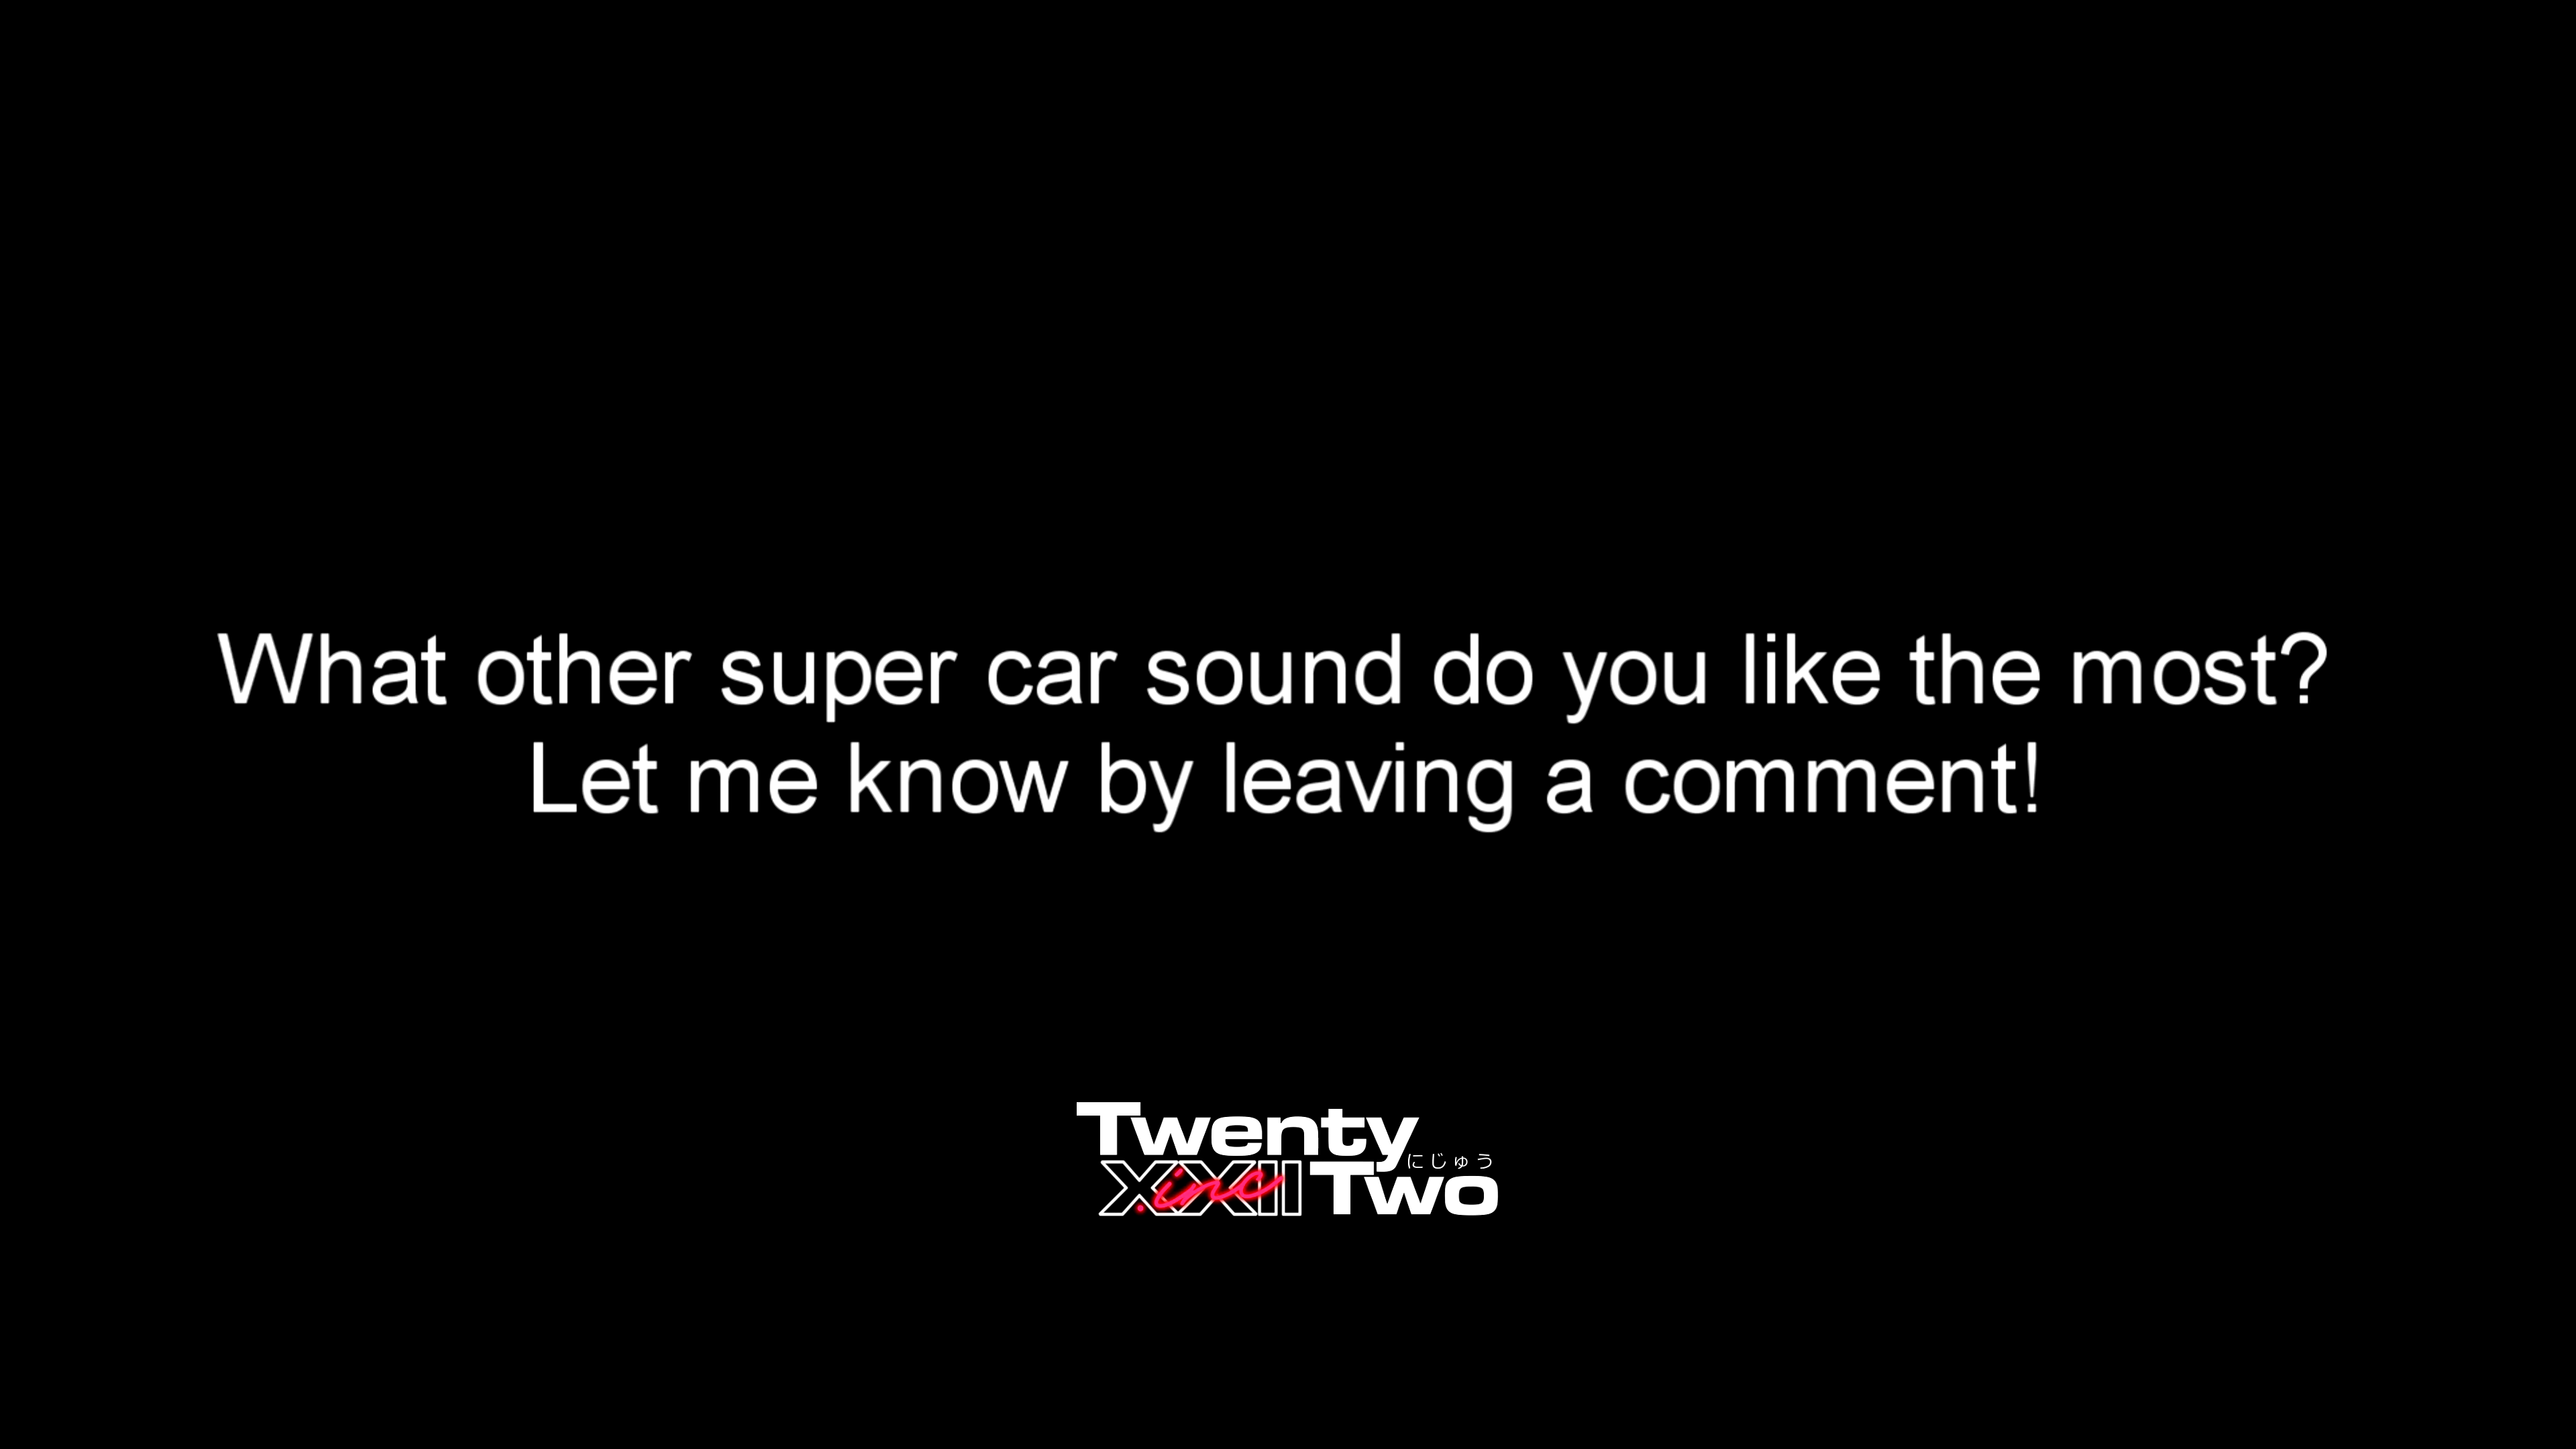 What other super car sound do you like the most?
Let me know by leaving a comment!
Twenty
にじゅう
XXII .inc Two